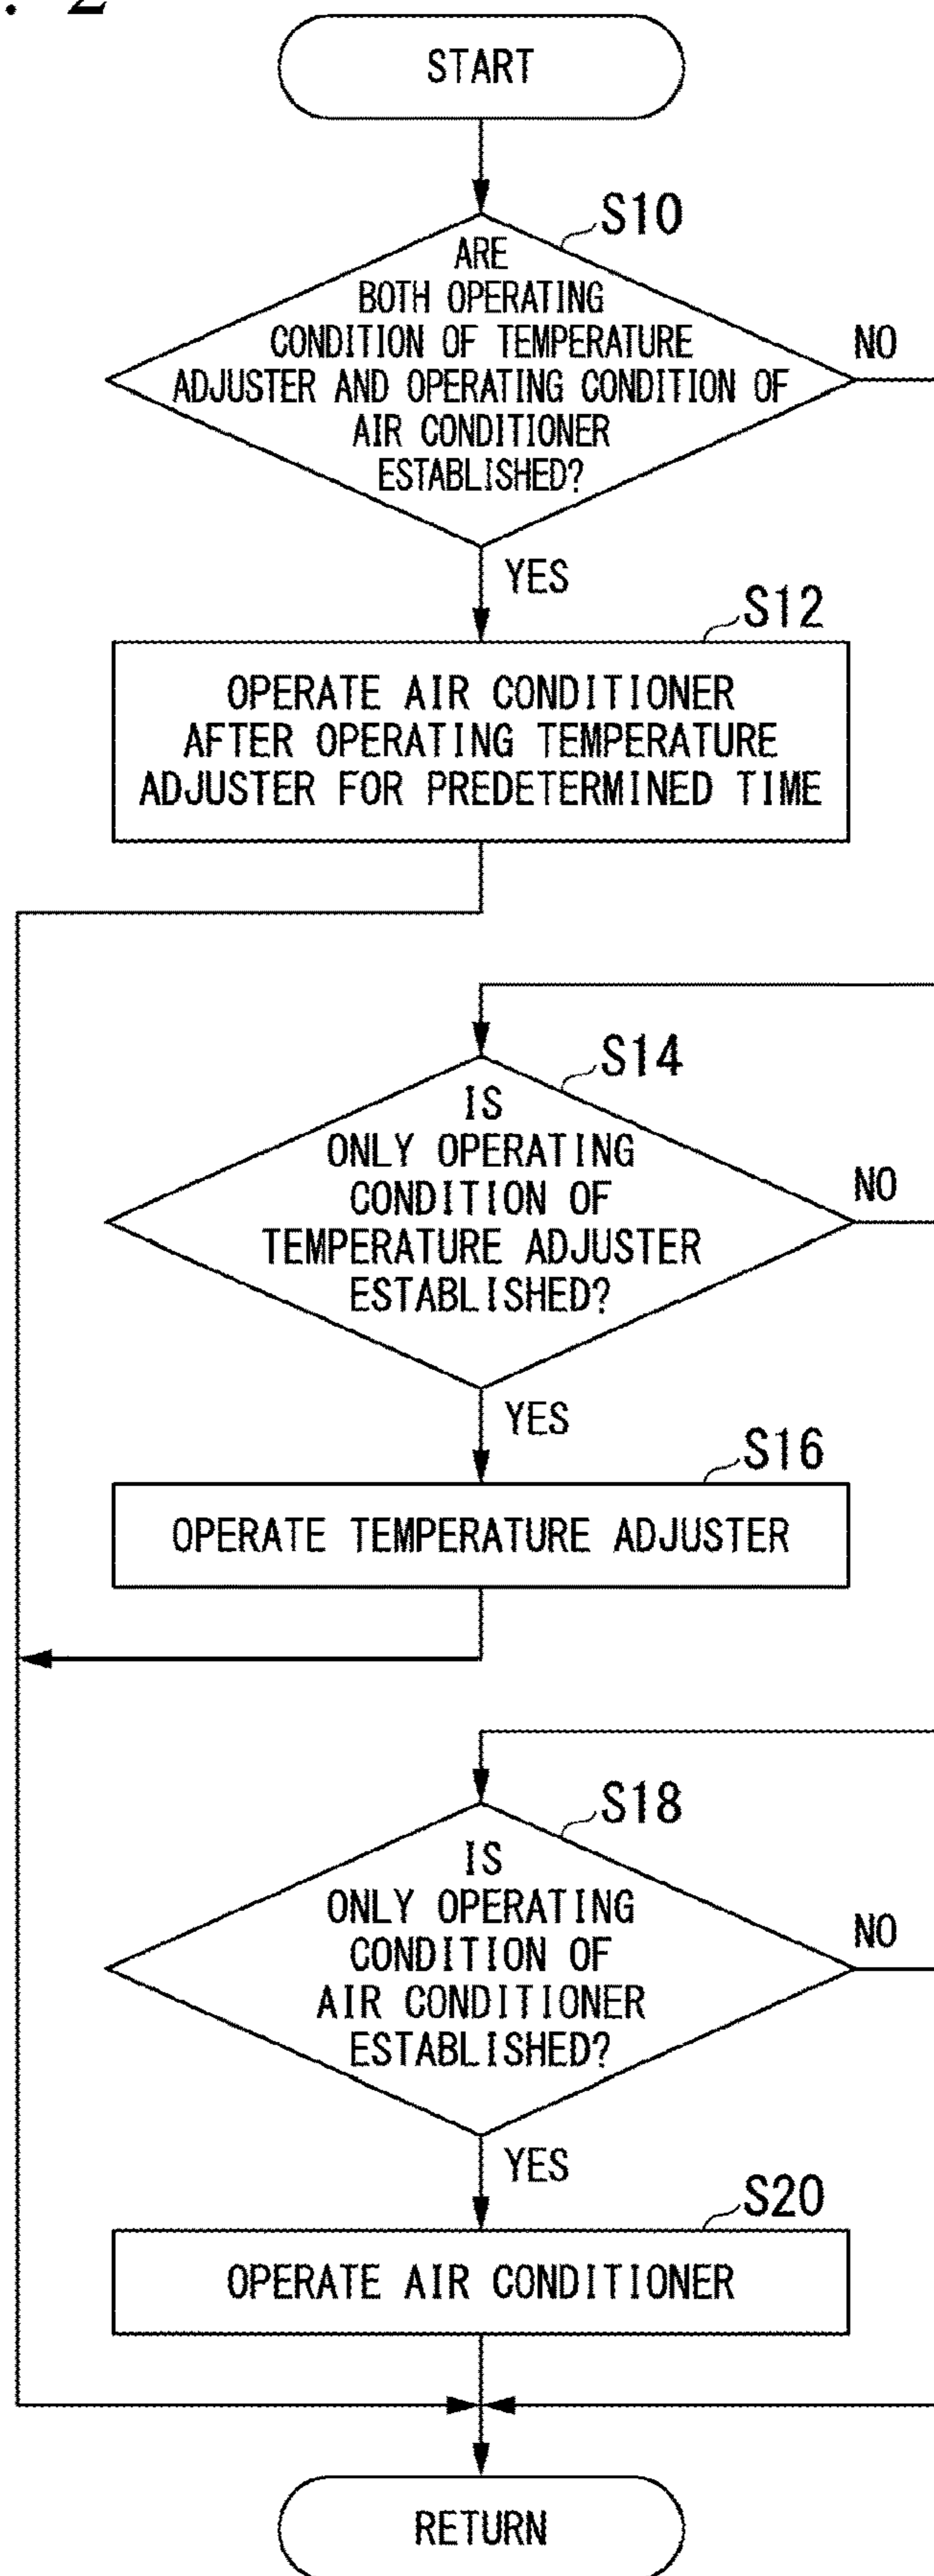 . 2
START
S10
ARE
BOTH OPERATING
CONDITION OF TEMPERATURE
ADJUSTER AND OPERATING CONDITION OF
AIR CONDITIONER
ESTABLISHED?
NO
YES
S12
OPERATE AIR CONDITIONER
AFTER OPERATING TEMPERATURE
ADJUSTER FOR PREDETERMINED TIME
S14
IS
ONLY OPERATING
CONDITION OF
TEMPERATURE ADJUSTER
ESTABLISHED?
NO
YES
S16
OPERATE TEMPERATURE ADJUSTER
S18
IS
ONLY OPERATING
CONDITION OF
AIR CONDITIONER
ESTABLISHED?
NO
YES
S20
OPERATE AIR CONDITIONER
RETURN